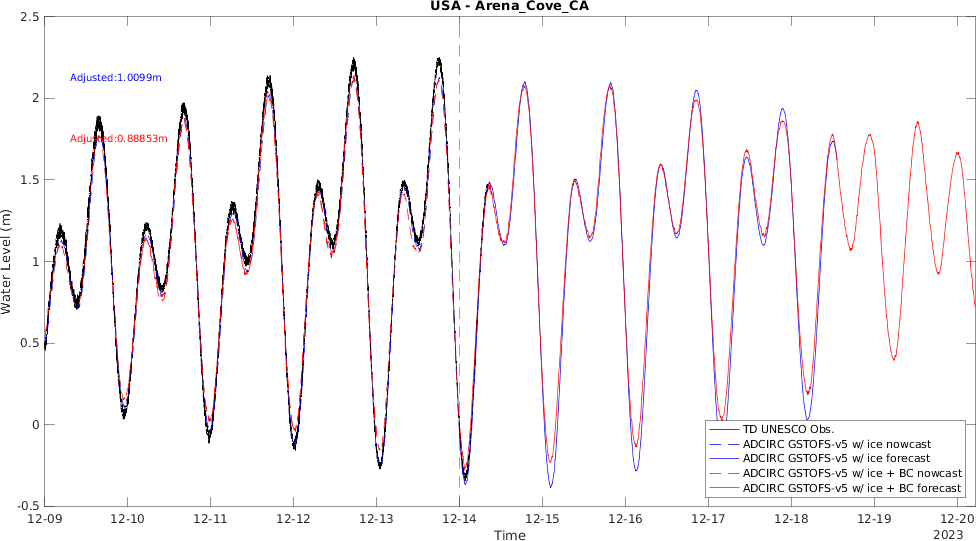 USA - Arena_Cove_CA
2.5
2
1.5
1
0.5
0
-0.5
Water Level (m)
Adjusted:1.0099m
Adjusted:0.88853m
TD UNESCO Obs.
ADCIRC GSTOFS-v5 w/ ice nowcast
ADCIRC GSTOFS-v5 w/ ice forecast
ADCIRC GSTOFS-v5 w/ ice + BC nowcast
ADCIRC GSTOFS-v5 w/ ice + BC forecast
12-09 12-10 12-11 12-12 12-13 12-14 12-15 12-16 12-17 12-18 12-19 12-20
Time
2023